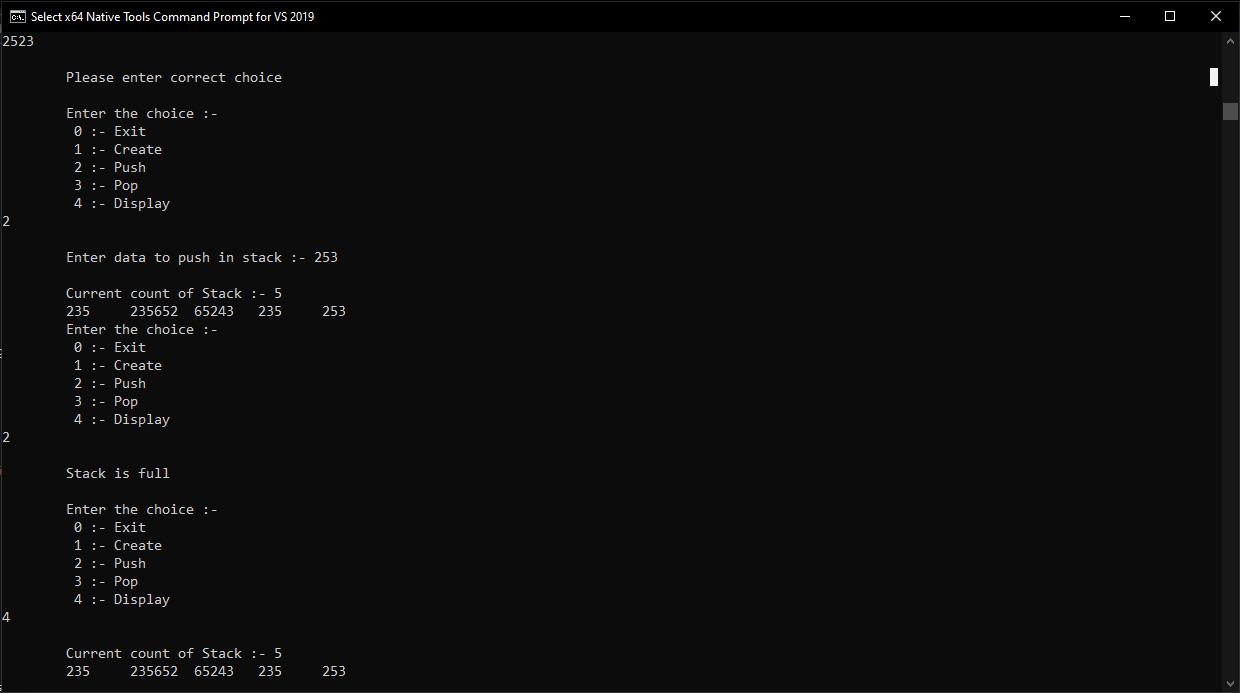 Select x64 Native Tools Command Prompt for VS 2019
2523
Please enter correct choice
Enter the choice :-
0 :- Exit
1 :- Create
2 :- Push
3 :- Pop
4 :- Display
2
Enter data to push in stack :- 253
Current count of Stack :- 5
235 235652 65243 235 253
Enter the choice :-
0 :- Exit
1 :- Create
2 :- Push
3 :- Pop
4 :- Display
2
Stack is full
Enter the choice :-
0 :- Exit
1 :- Create
2 :- Push
3 :- Pop
4 :- Display
4
Current count of Stack :- 5
235 235652 65243 235 253